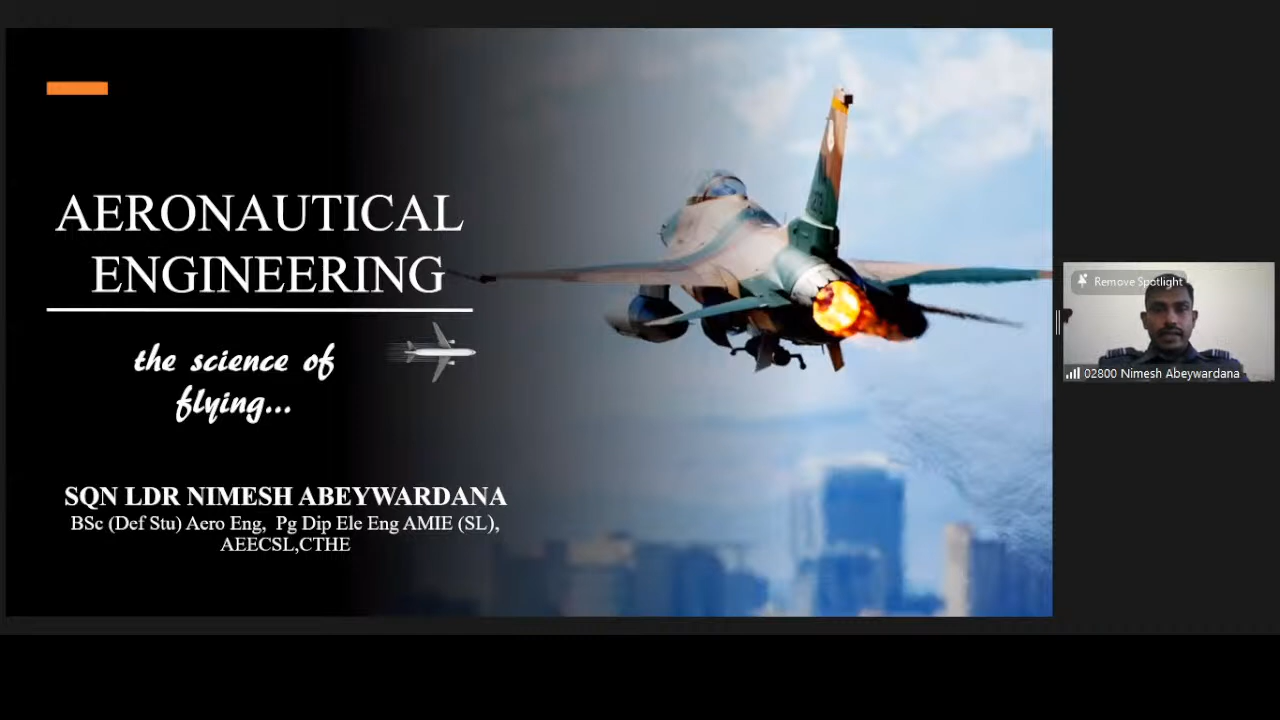 AERONAUTICAL
ENGINEERING
the science of
flying...
SQN LDR NIMESH ABEYWARDANA
BSc (Def Stu) Aero Eng, Pg Dip Ele Eng AMIE (SL),
AEECSL,CTHE
Remove Spotlight
02800 Nimesh Abeywardana